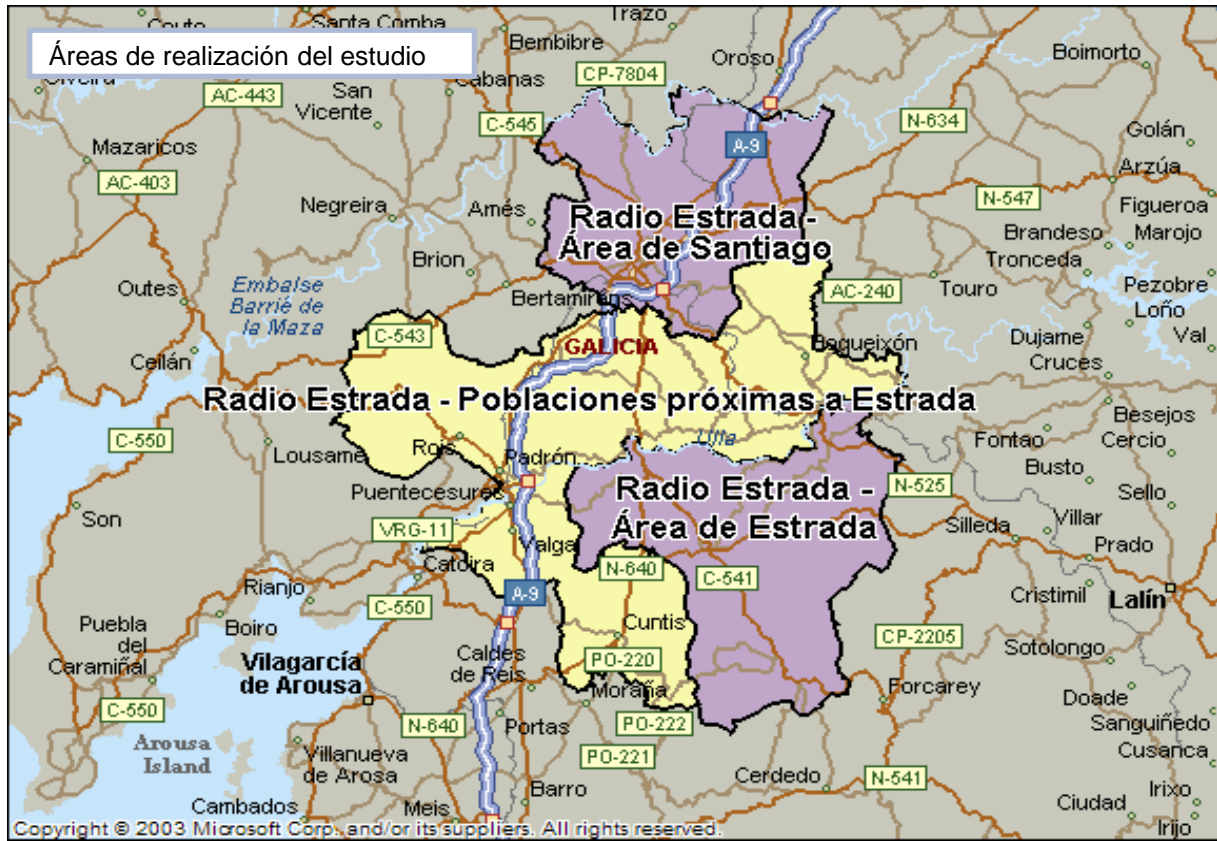 Áreas de realización del estudio
Couto
Santa Comba
Trazo
Bembibre
Oroso
Boimorto
Olveira
AC-443
San
Vicente
Cabanas
CP-7804
C-545
A-9
N-634
Golán
Mazaricos
AC-403
Arzúa
Negreira
Amés
N-547
Figueroa
Radio Estrada -
Área de Santiago
Brandeso
Marojo
Brion
Tronceda
Outes
Embalse
Barrié de
la Maza
Bertamiráns
AC-240
Touro
Pezobre
Loño
C-543
GALICIA
Baqueixón
Dujame
Val
Ceilán
Cruces
Radio Estrada - Poblaciones próximas a Estrada
Besejos
C-550
Lousame
Rois
Ulla
Fontao
Cercio
Padrón
Busto
Puentecesures
Radio Estrada -
Área de Estrada
N-525
Sello
Son
VRG-11
Valga
Silleda
Villar
Prado
Catoira
N-640
C-541
Rianjo
A-9
Cristimil
Lalín
C-550
Puebla
del
Caramiñal
Boiro
Cuntis
CP-2205
Sotolongo
Vilagarcía
de Arousa
Caldes
de Reis
PO-220
Moraña
Forcarey
Doade
C-550
N-640
Portas
PO-222
Sanguiñedo
Arousa
Island
Villanueva
de Arosa
PO-221
Cusanca
Cerdedo
N-541
Barro
Irixo
Cambados
Meis
Ciudad
Irijo
Copyright © 2003 Microsoft Corp. and/or its suppliers. All rights reserved.